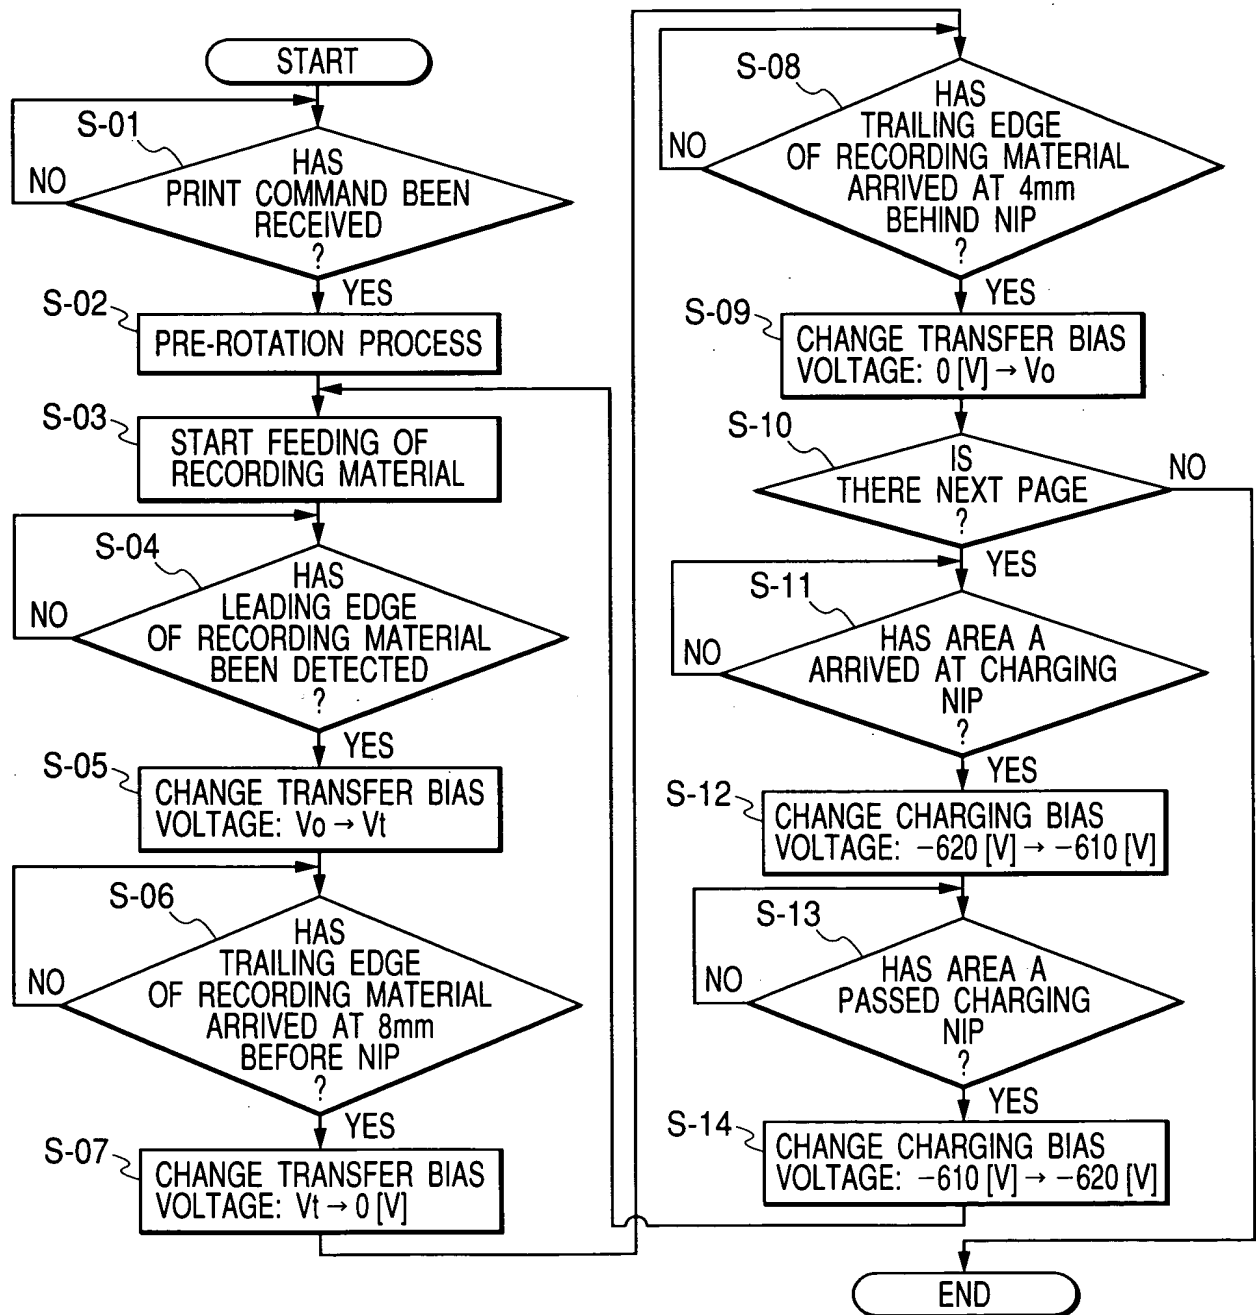 START
S-01
NO
HAS
PRINT COMMAND BEEN
RECEIVED
?
YES
S-02
PRE-ROTATION PROCESS
S-03
START FEEDING OF
RECORDING MATERIAL
S-04
NO
HAS
LEADING EDGE
OF RECORDING MATERIAL
BEEN DETECTED
?
YES
S-05
CHANGE TRANSFER BIAS
VOLTAGE: Vo → Vt
S-06
NO
HAS
TRAILING EDGE
OF RECORDING MATERIAL
ARRIVED AT 8mm
BEFORE NIP
?
YES
S-07
CHANGE TRANSFER BIAS
VOLTAGE: Vt → 0 [V]
S-08
NO
HAS
TRAILING EDGE
OF RECORDING MATERIAL
ARRIVED AT 4mm
BEHIND NIP
?
YES
S-09
CHANGE TRANSFER BIAS
VOLTAGE: 0 [V] → Vo
S-10
IS
THERE NEXT PAGE
?
NO
YES
S-11
NO
HAS AREA A
ARRIVED AT CHARGING
NIP
?
YES
S-12
CHANGE CHARGING BIAS
VOLTAGE: −620 [V] → −610 [V]
S-13
NO
HAS AREA A
PASSED CHARGING
NIP
?
YES
S-14
CHANGE CHARGING BIAS
VOLTAGE: −610 [V] → −620 [V]
END